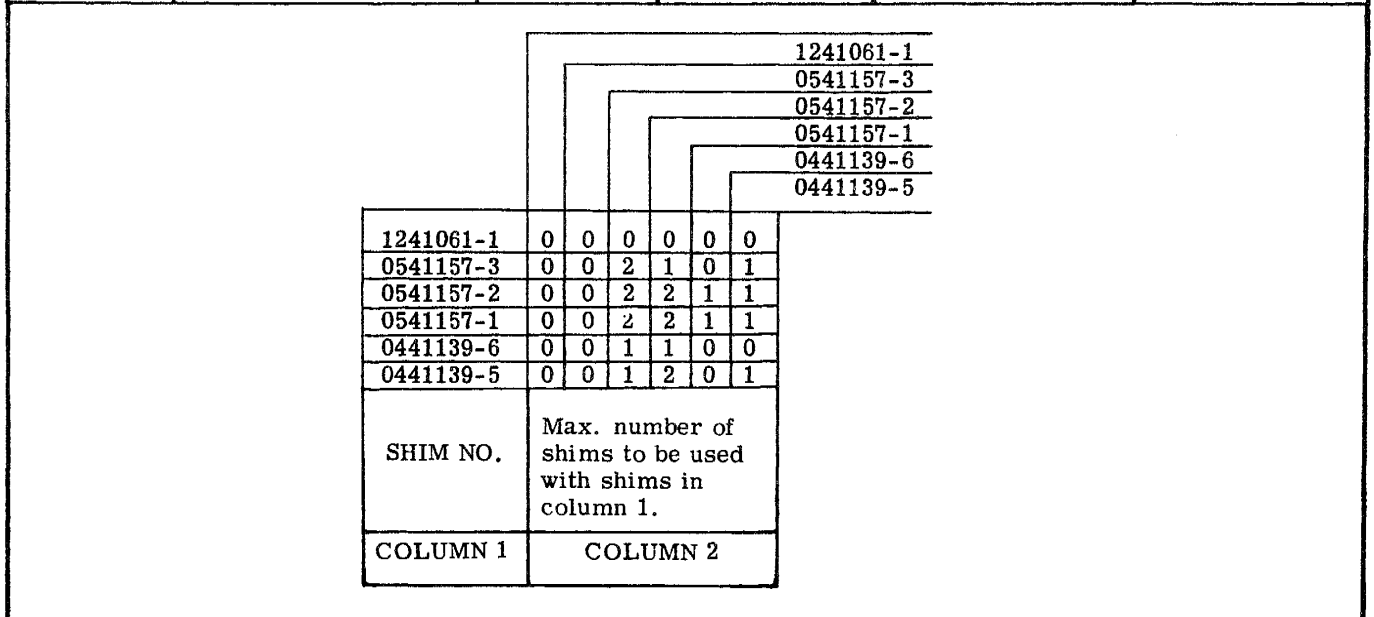 1241061-1
0541157-3
0541157-2
0541157-1
0441139-6
0441139-5
1241061-1 0 0 0 0 0 0
0541157-3 0 0 2 1 0 1
0541157-2 0 0 2 2 1 1
0541157-1 0 0 2 2 1 1
0441139-6 0 0 1 1 0 0
0441139-5 0 0 1 2 0 1
SHIM NO.
Max. number of
shims to be used
with shims in
column 1.
COLUMN 1 COLUMN 2